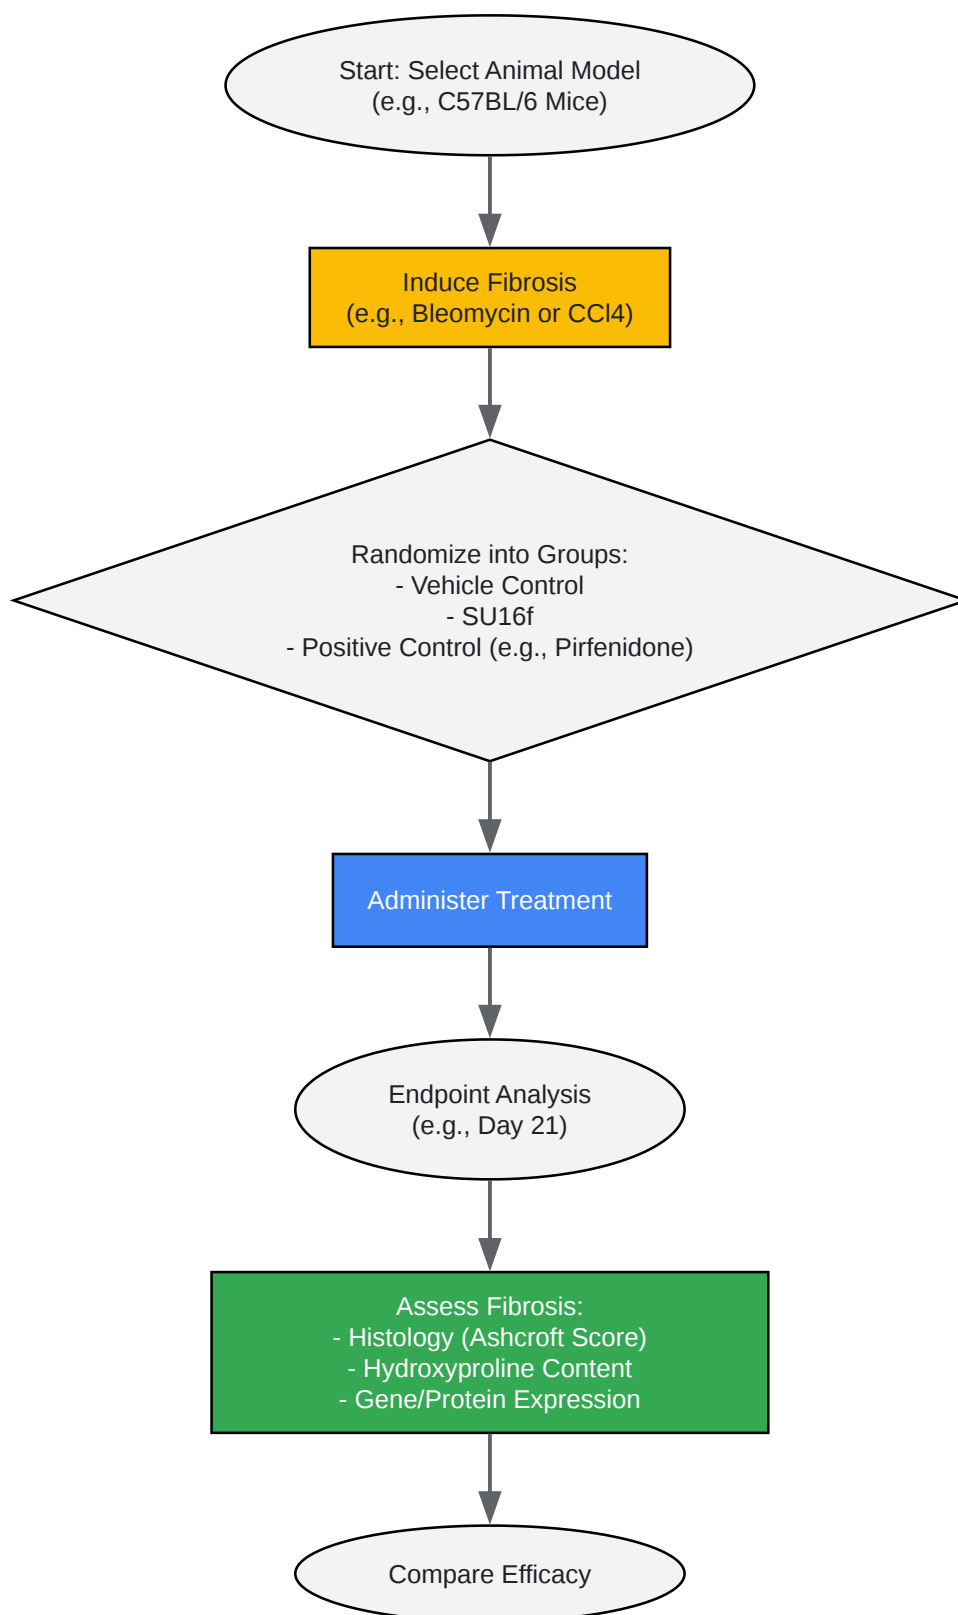 Start: Select Animal Model
(e.g., C57BL/6 Mice)
Induce Fibrosis
(e.g., Bleomycin or CCl4)
Randomize into Groups:
- Vehicle Control
- SU16f
- Positive Control (e.g., Pirfenidone)
Administer Treatment
Endpoint Analysis
(e.g., Day 21)
Assess Fibrosis:
- Histology (Ashcroft Score)
- Hydroxyproline Content
- Gene/Protein Expression
Compare Efficacy